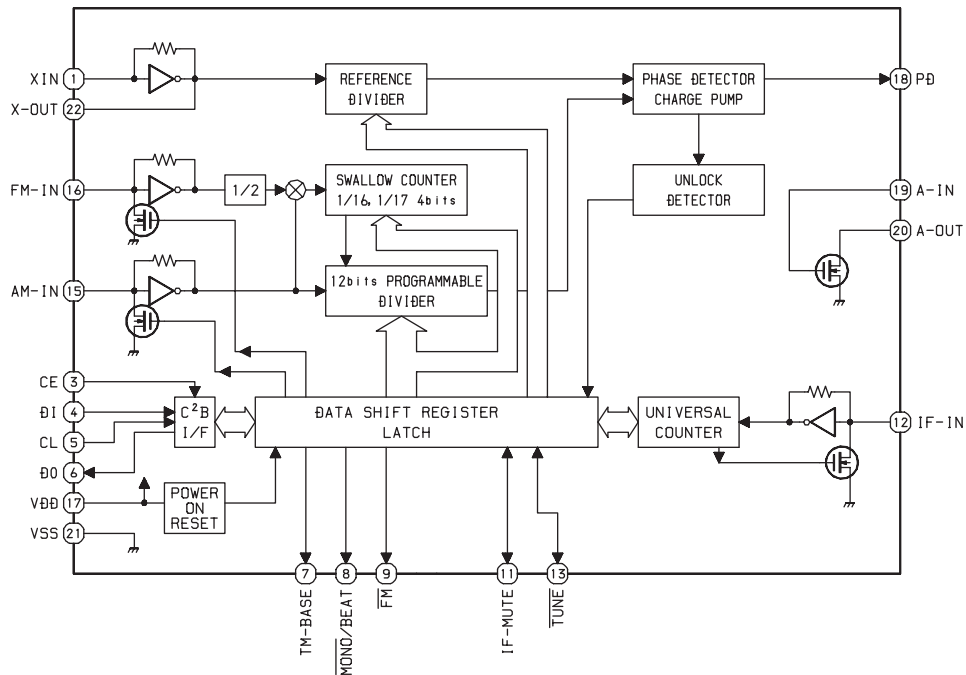 XIN 1
X-OUT 22
REFERENCE
DIVIDER
PHASE DETECTOR
CHARGE PUMP
18 PD
FM-IN 16
1/2
SWALLOW COUNTER
1/16, 1/17 4bits
UNLOCK
DETECTOR
19 A-IN
20 A-OUT
AM-IN 15
12bits PROGRAMMABLE
DIVIDER
CE 3
DI 4
CL 5
DO 6
VDD 17
VSS 21
C²B
I/F
DATA SHIFT REGISTER
LATCH
UNIVERSAL
COUNTER
12 IF-IN
POWER
ON
RESET
7
8
9
11
13
TM-BASE
MONO/BEAT
FM
IF-MUTE
TUNE